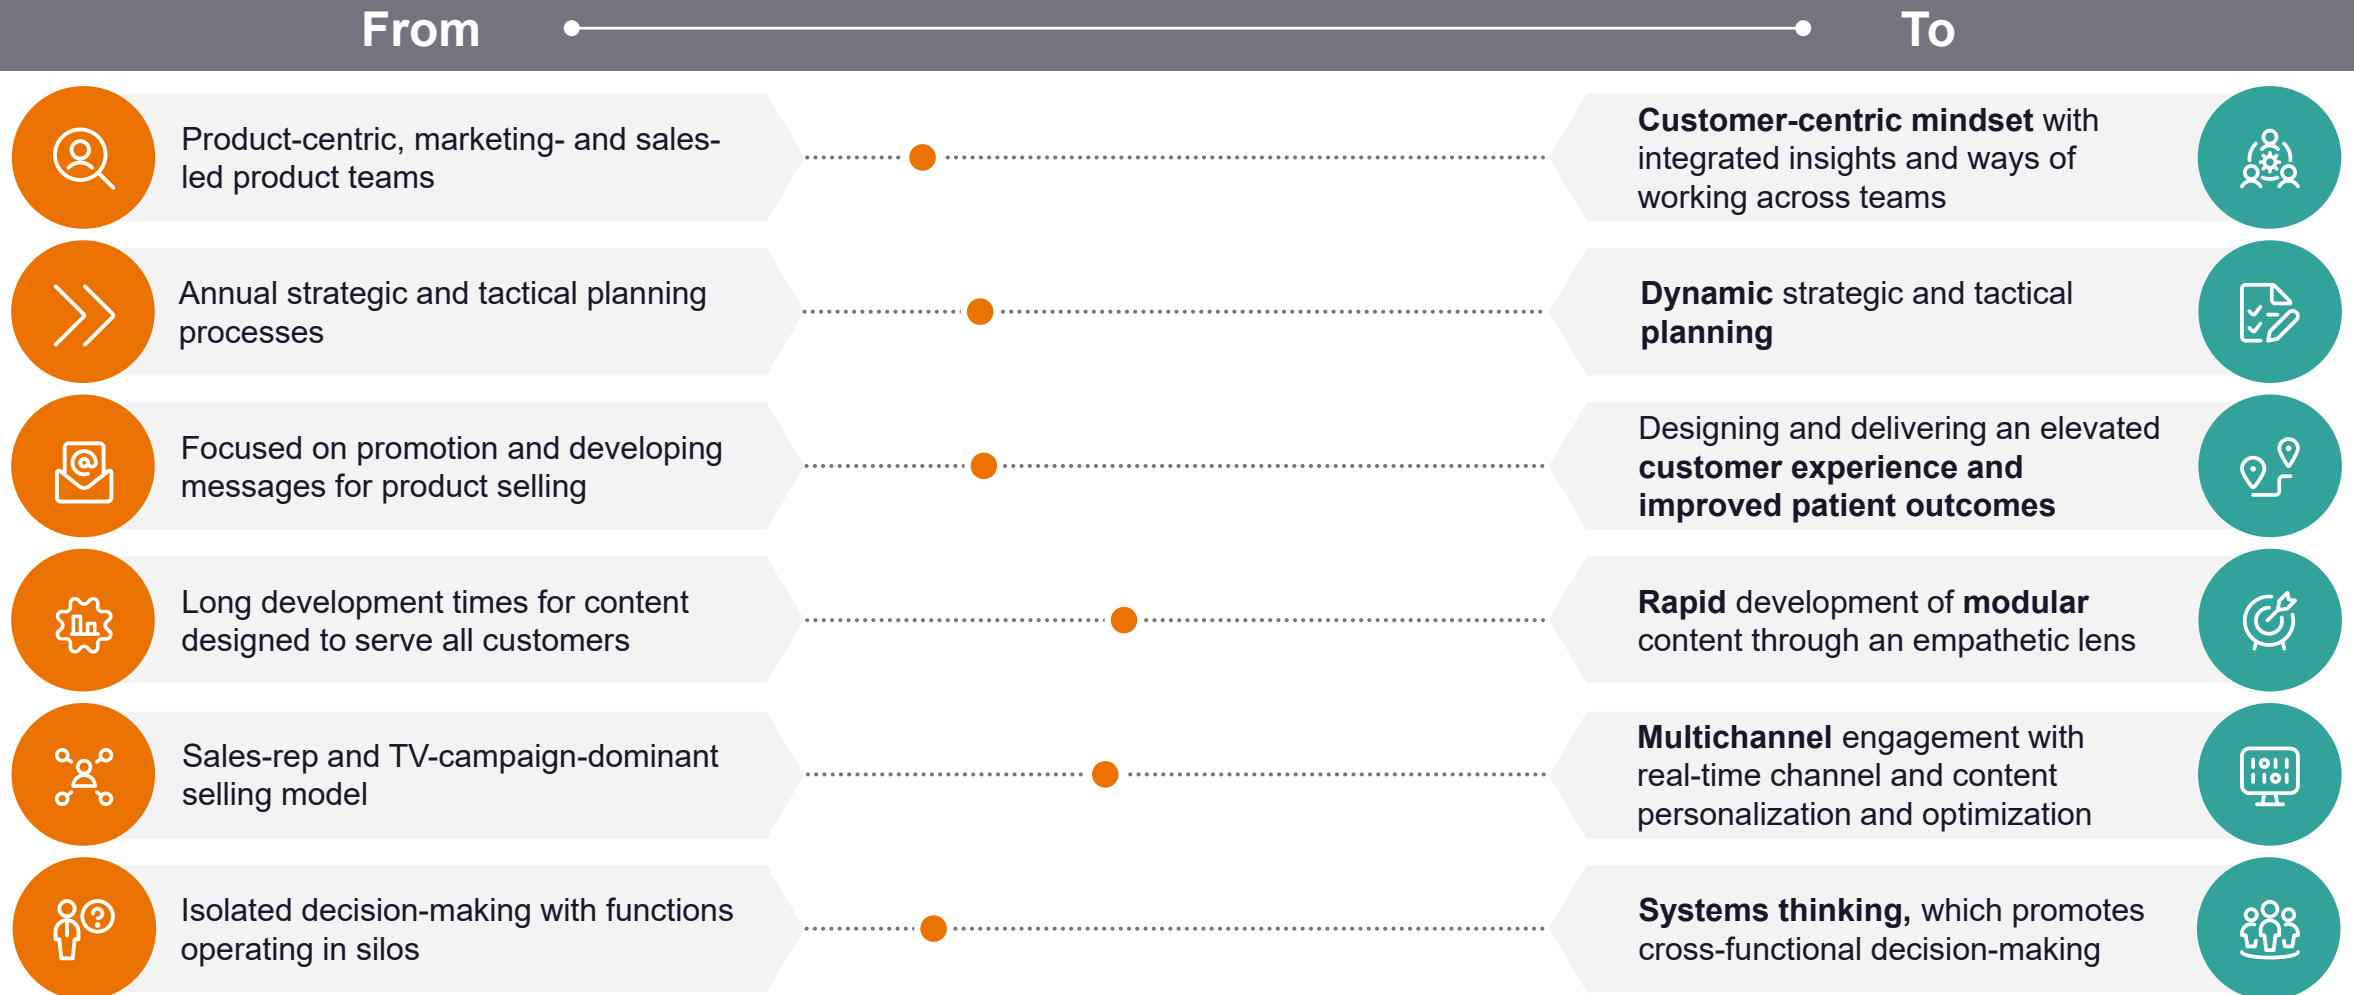 From
To
Product-centric, marketing- and sales-
led product teams
Customer-centric mindset with
integrated insights and ways of
working across teams
Annual strategic and tactical planning
processes
Dynamic strategic and tactical
planning
Focused on promotion and developing
messages for product selling
Designing and delivering an elevated
customer experience and
improved patient outcomes
Long development times for content
designed to serve all customers
Rapid development of modular
content through an empathetic lens
Sales-rep and TV-campaign-dominant
selling model
Multichannel engagement with
real-time channel and content
personalization and optimization
Isolated decision-making with functions
operating in silos
Systems thinking, which promotes
cross-functional decision-making